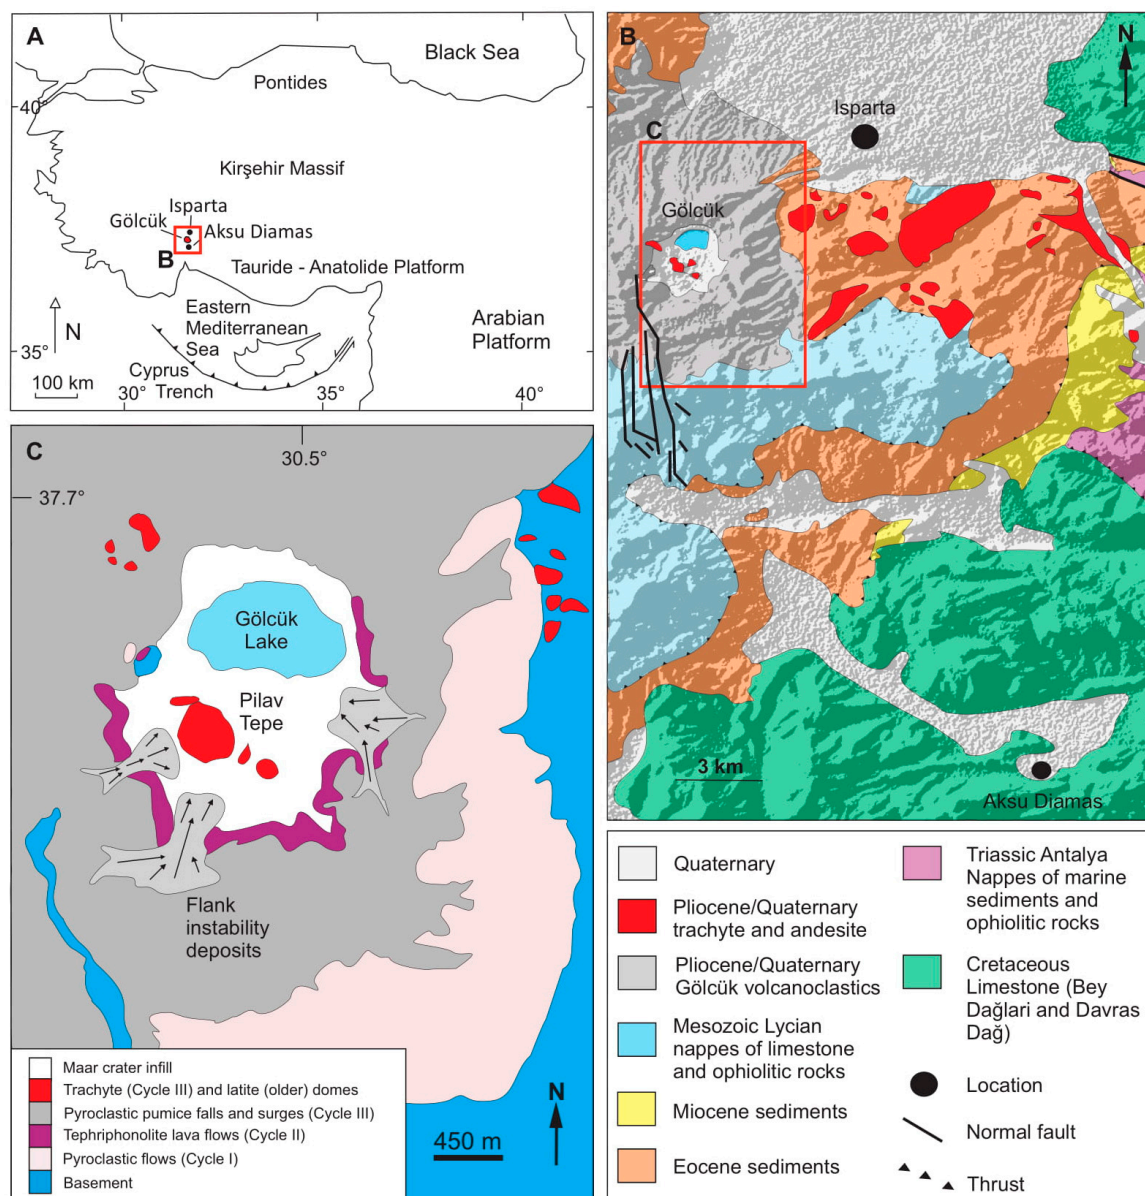 A
Black Sea
Pontides
40°
Kirşehir Massif
Isparta
Gölcük
Aksu Diamas
B
Tauride - Anatolide Platform
Eastern
Mediterranean
Sea
Arabian
Platform
N
35°
Cyprus
Trench
100 km
30°
35°
40°
B
N
Isparta
C
Gölcük
3 km
Aksu Diamas
C
30.5°
37.7°
Gölcük
Lake
Pilav
Tepe
Flank
instability
deposits
Maar crater infill
Trachyte (Cycle III) and latite (older) domes
Pyroclastic pumice falls and surges (Cycle III)
Tephriphonolite lava flows (Cycle II)
Pyroclastic flows (Cycle I)
Basement
N
450 m
Quaternary
Pliocene/Quaternary
trachyte and andesite
Pliocene/Quaternary
Gölcük volcanoclastics
Mesozoic Lycian
nappes of limestone
and ophiolitic rocks
Miocene sediments
Eocene sediments
Triassic Antalya
Nappes of marine
sediments and
ophiolitic rocks
Cretaceous
Limestone (Bey
Dağlari and Davras
Dağ)
Location
Normal fault
Thrust